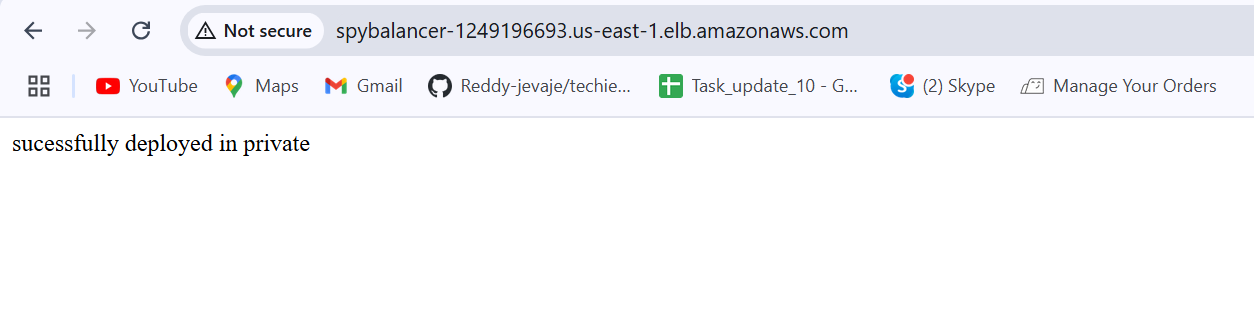 Not secure spybalancer-1249196693.us-east-1.elb.amazonaws.com
YouTube Maps Gmail Reddy-jevaje/techie... Task_update_10 - G... (2) Skype Manage Your Orders
sucessfully deployed in private